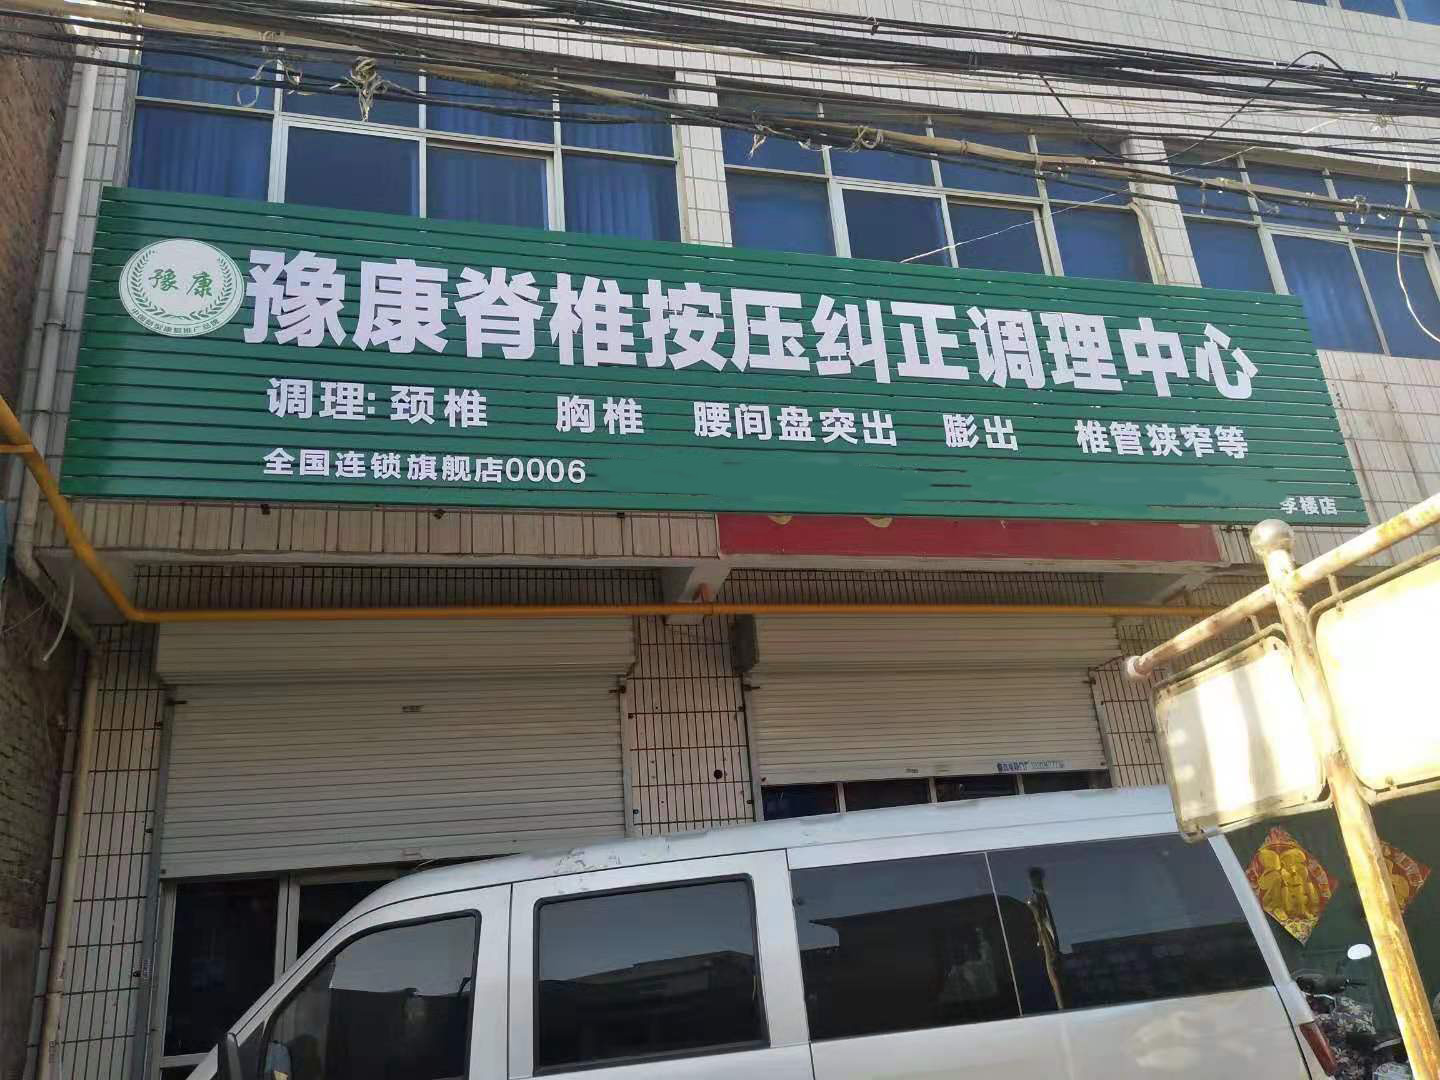 豫康
豫康脊椎按压纠正调理中心
调理:颈椎 胸椎 腰间盘突出 膨出 椎管狭窄等
全国连锁旗舰店0006
李楼店